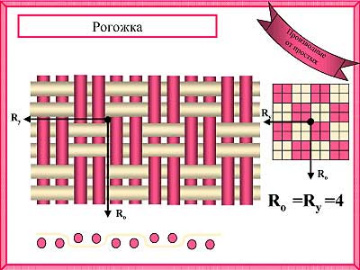 Рогожка
Производные
от простых
Rу
Rо
Rу
Rо
Rо =Rу =4